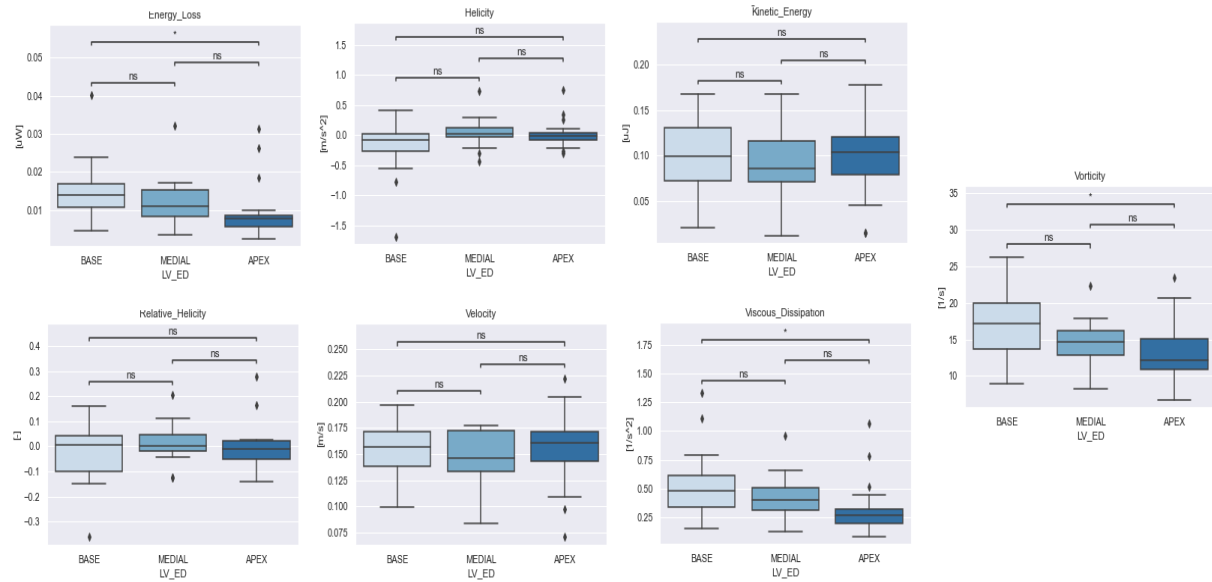 Energy_Loss
*
ns
ns
0.05
0.04
0.03
0.02
0.01
[uW]
BASE MEDIAL APEX
LV_ED
Helicity
ns
ns
ns
1.5
1.0
0.5
0.0
−0.5
−1.0
−1.5
[m/s^2]
BASE MEDIAL APEX
LV_ED
Kinetic_Energy
ns
ns
ns
0.20
0.15
0.10
0.05
[uJ]
BASE MEDIAL APEX
LV_ED
Vorticity
*
ns
ns
35
30
25
20
15
10
[1/s]
BASE MEDIAL APEX
LV_ED
Relative_Helicity
ns
ns
ns
0.4
0.3
0.2
0.1
0.0
−0.1
−0.2
−0.3
[-]
BASE MEDIAL APEX
LV_ED
Velocity
ns
ns
ns
0.250
0.225
0.200
0.175
0.150
0.125
0.100
0.075
[m/s]
BASE MEDIAL APEX
LV_ED
Viscous_Dissipation
*
ns
ns
1.75
1.50
1.25
1.00
0.75
0.50
0.25
[1/s^2]
BASE MEDIAL APEX
LV_ED